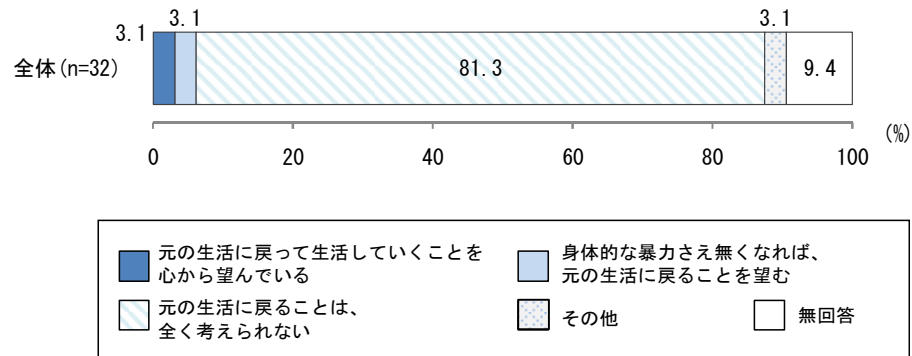 3.1 3.1 3.1
全体(n=32) 81.3 9.4
(%)
0 20 40 60 80 100
元の生活に戻って生活していくことを
心から望んでいる
身体的な暴力さえ無くなれば、
元の生活に戻ることを望む
元の生活に戻ることは、
全く考えられない
その他
無回答